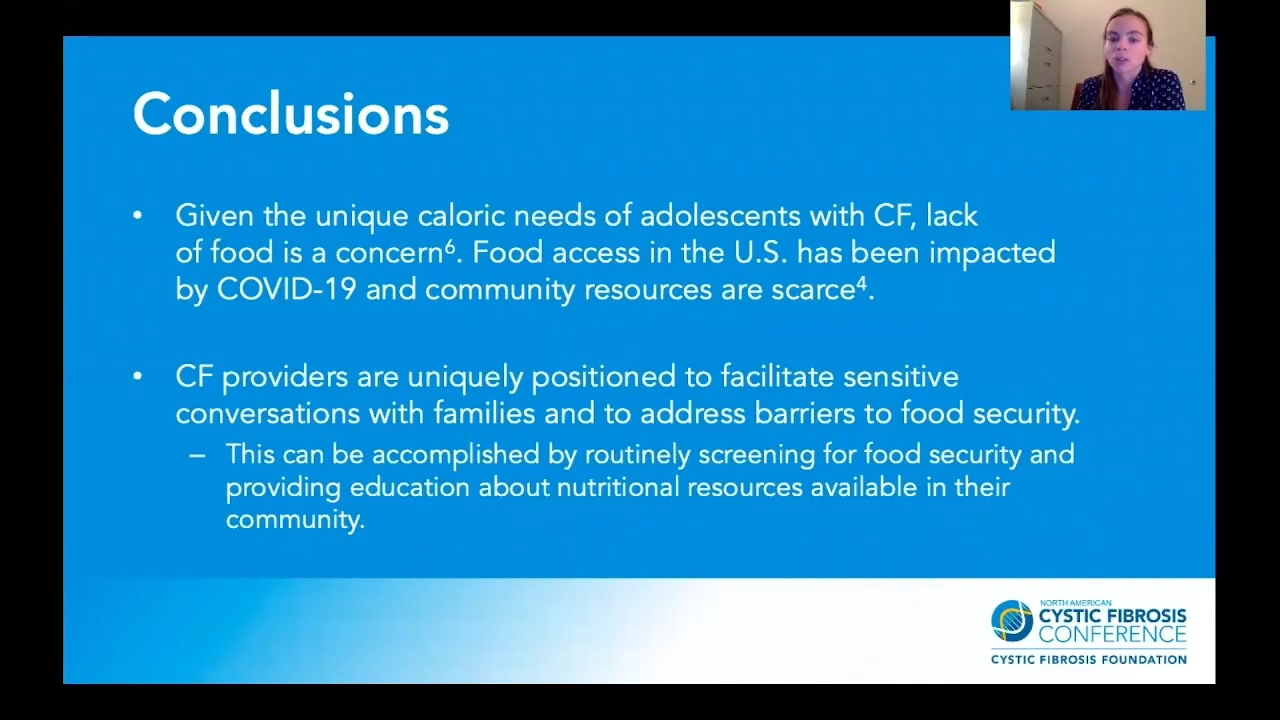 Conclusions
• Given the unique caloric needs of adolescents with CF, lack
of food is a concern⁶. Food access in the U.S. has been impacted
by COVID-19 and community resources are scarce⁴.
• CF providers are uniquely positioned to facilitate sensitive
conversations with families and to address barriers to food security.
– This can be accomplished by routinely screening for food security and
providing education about nutritional resources available in their
community.
NORTH AMERICAN
CYSTIC FIBROSIS
CONFERENCE
CYSTIC FIBROSIS FOUNDATION